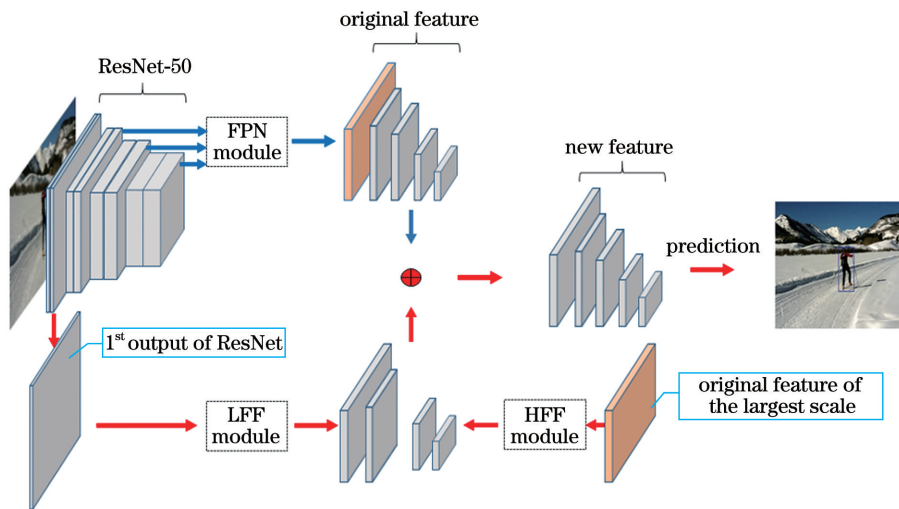 original feature
ResNet-50
FPN
module
new feature
prediction
1st output of ResNet
LFF
module
HFF
module
original feature of
the largest scale